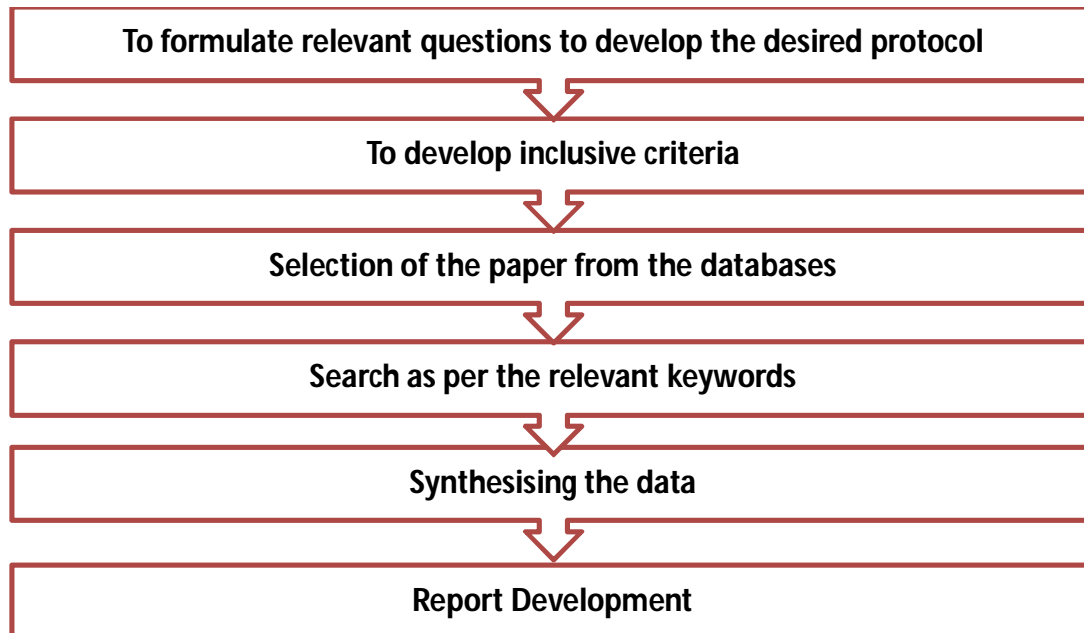 To formulate relevant questions to develop the desired protocol
To develop inclusive criteria
Selection of the paper from the databases
Search as per the relevant keywords
Synthesising the data
Report Development